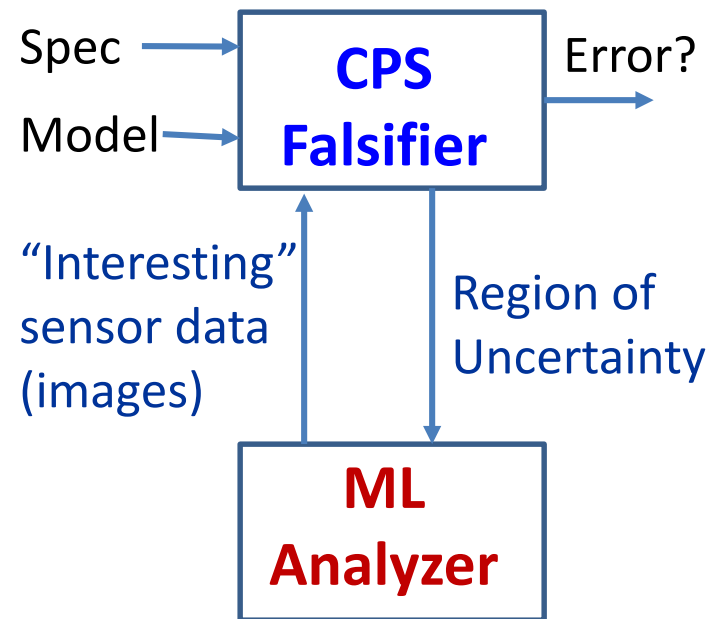 Spec
Model
CPS
Falsifier
Error?
“Interesting”
sensor data
(images)
Region of
Uncertainty
ML
Analyzer